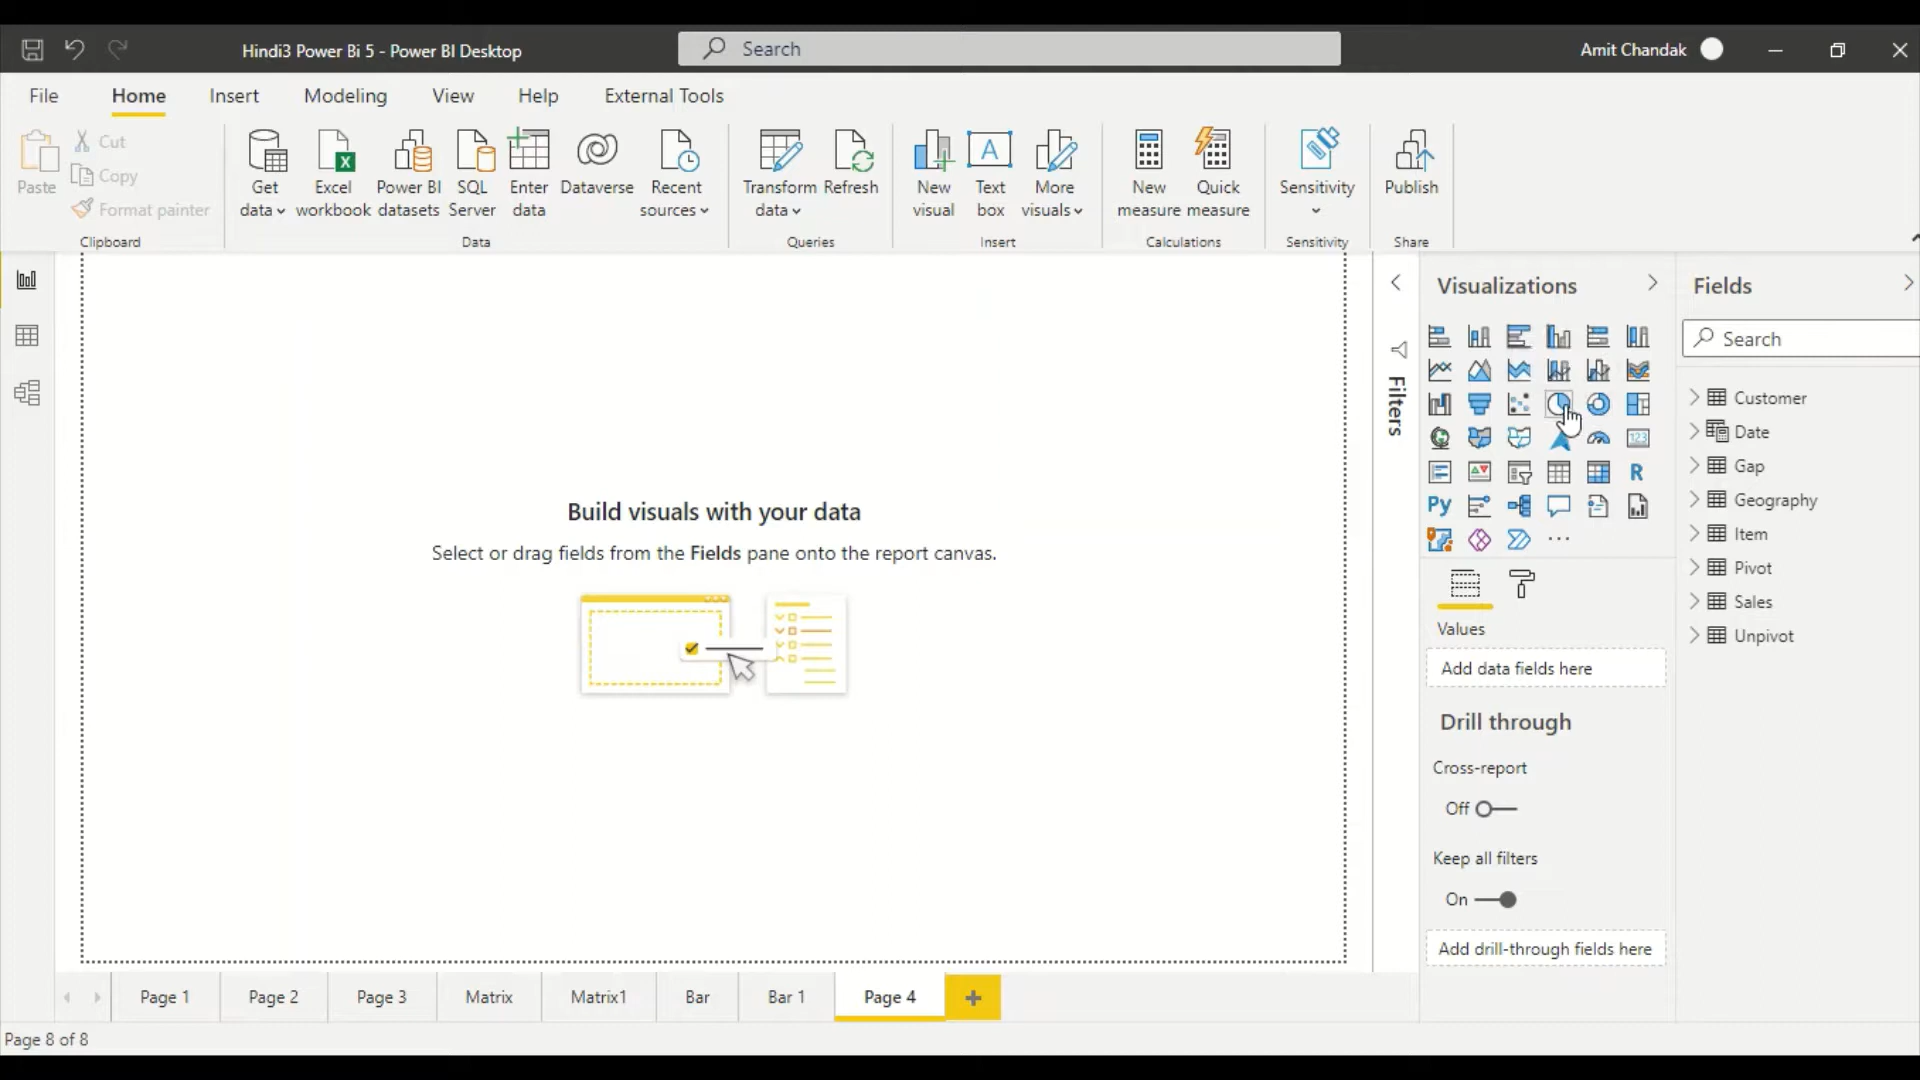 Hindi3 Power Bi 5 - Power BI Desktop
Search
Amit Chandak
File
Home
Insert
Modeling
View
Help
External Tools
Paste
Cut
Copy
Format painter
Clipboard
Get data
Excel workbook
Power BI datasets
SQL Server
Enter data
Dataverse
Recent sources
Data
Transform data
Refresh
Queries
New visual
A
Text box
More visuals
Insert
New measure
Quick measure
Calculations
Sensitivity
Sensitivity
Publish
Share
Build visuals with your data
Select or drag fields from the Fields pane onto the report canvas.
Filters
Visualizations
123
R
Py
Values
Add data fields here
Drill through
Cross-report
Off
Keep all filters
On
Add drill-through fields here
Fields
Search
Customer
Date
Gap
Geography
Item
Pivot
Sales
Unpivot
Page 1
Page 2
Page 3
Matrix
Matrix1
Bar
Bar 1
Page 4
Page 8 of 8